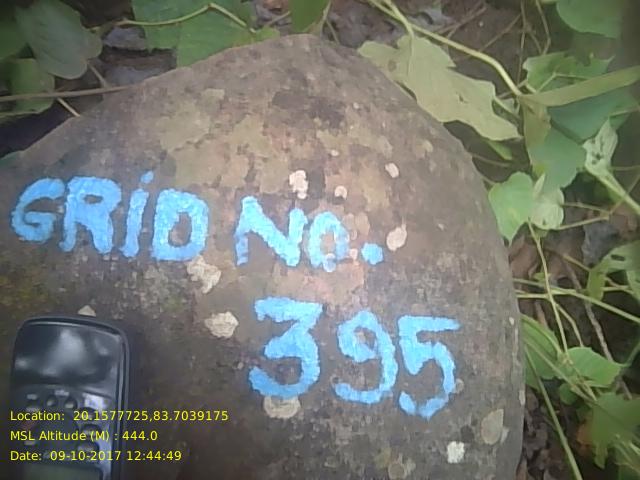 GRiD No.
395
Location: 20.1577725,83.7039175
MSL Altitude (M) : 444.0
Date: 09-10-2017 12:44:49